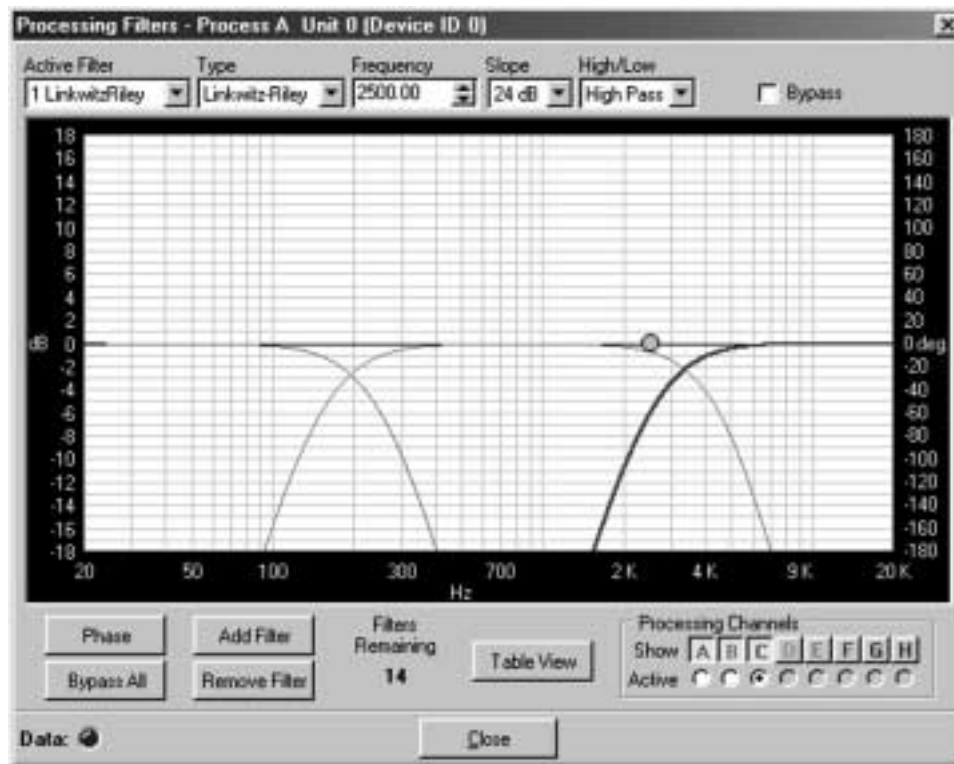 Processing Filters - Process A Unit 0 (Device ID 0)
Active Filter Type Frequency Slope High/Low
1 LinkwitzRiley Linkwitz-Riley 2500.00 24 dB High Pass Bypass
18 180
16 160
14 140
12 120
10 100
8 80
6 60
4 40
2 20
dB 0 0 deg
-2 -20
-4 -40
-6 -60
-8 -80
-10 -100
-12 -120
-14 -140
-16 -160
-18 -180
20 50 100 300 700 2 K 4 K 9 K 20 K
Hz
Phase Add Filter Filters Remaining 14 Table View
Bypass All Remove Filter
Processing Channels
Show A B C D E F G H
Active
Data: Close